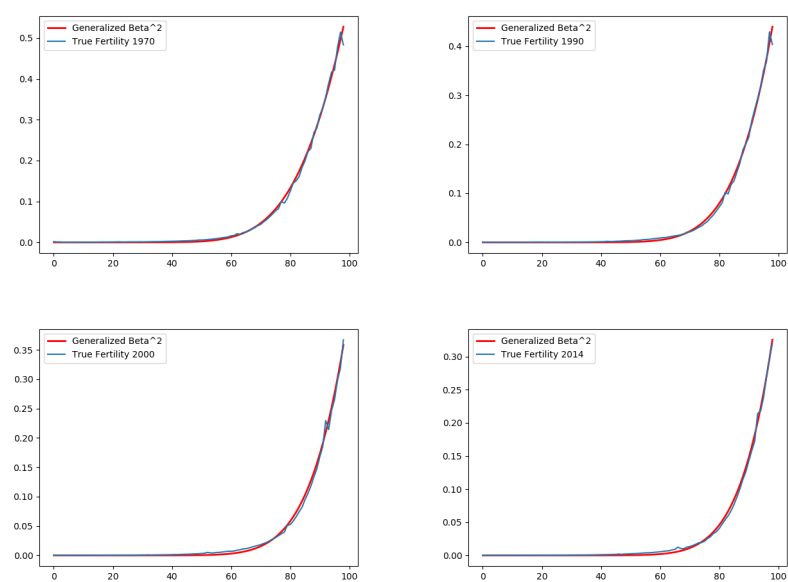 Generalized Beta^2
True Fertility 1970
0.5
0.4
0.3
0.2
0.1
0.0
0 20 40 60 80 100
Generalized Beta^2
True Fertility 1990
0.4
0.3
0.2
0.1
0.0
0 20 40 60 80 100
Generalized Beta^2
True Fertility 2000
0.35
0.30
0.25
0.20
0.15
0.10
0.05
0.00
0 20 40 60 80 100
Generalized Beta^2
True Fertility 2014
0.30
0.25
0.20
0.15
0.10
0.05
0.00
0 20 40 60 80 100